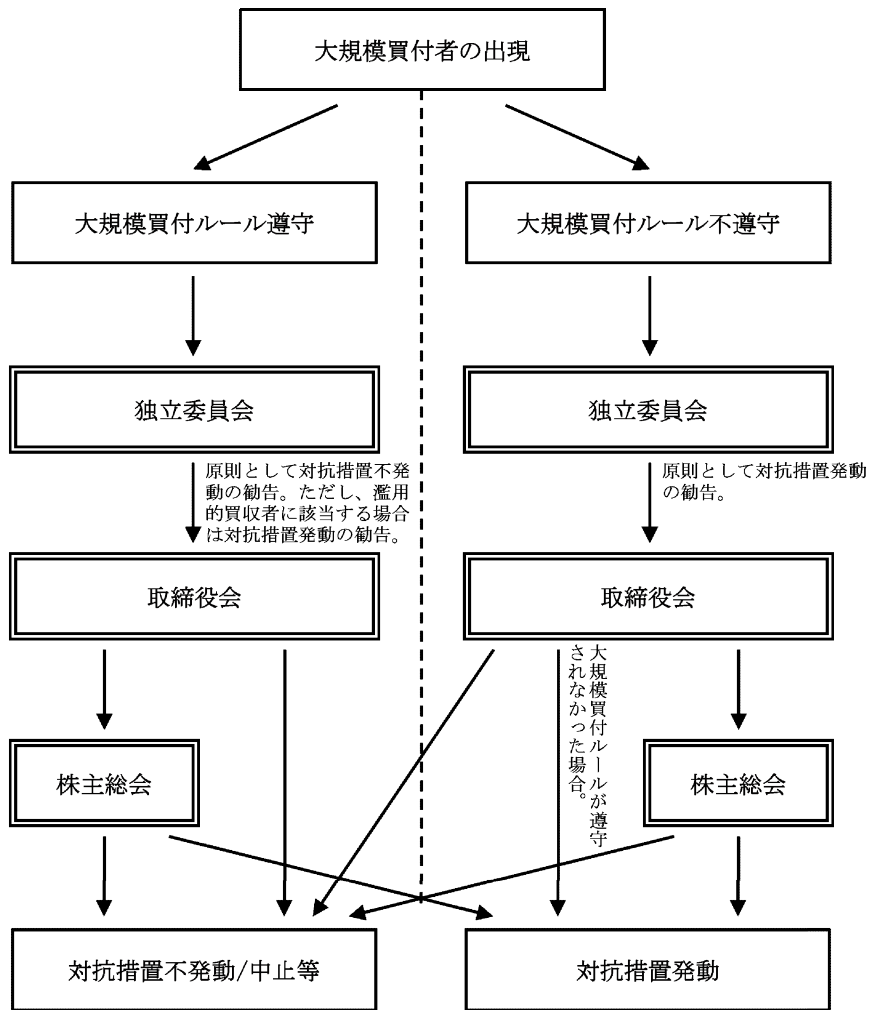 大規模買付者の出現
大規模買付ルール遵守
大規模買付ルール不遵守
独立委員会
独立委員会
原則として対抗措置不発
動の勧告。ただし、濫用
的買収者に該当する場合
は対抗措置発動の勧告。
原則として対抗措置発動
の勧告。
取締役会
取締役会
大規模買付ルールが遵守
されなかった場合。
株主総会
株主総会
対抗措置不発動/中止等
対抗措置発動